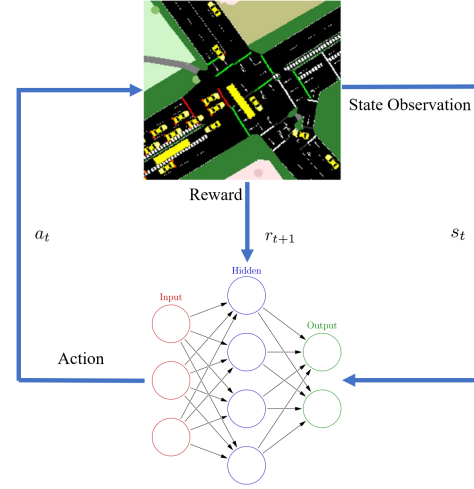 State Observation
Reward
a_t
r_{t+1}
s_t
Hidden
Input
Output
Action